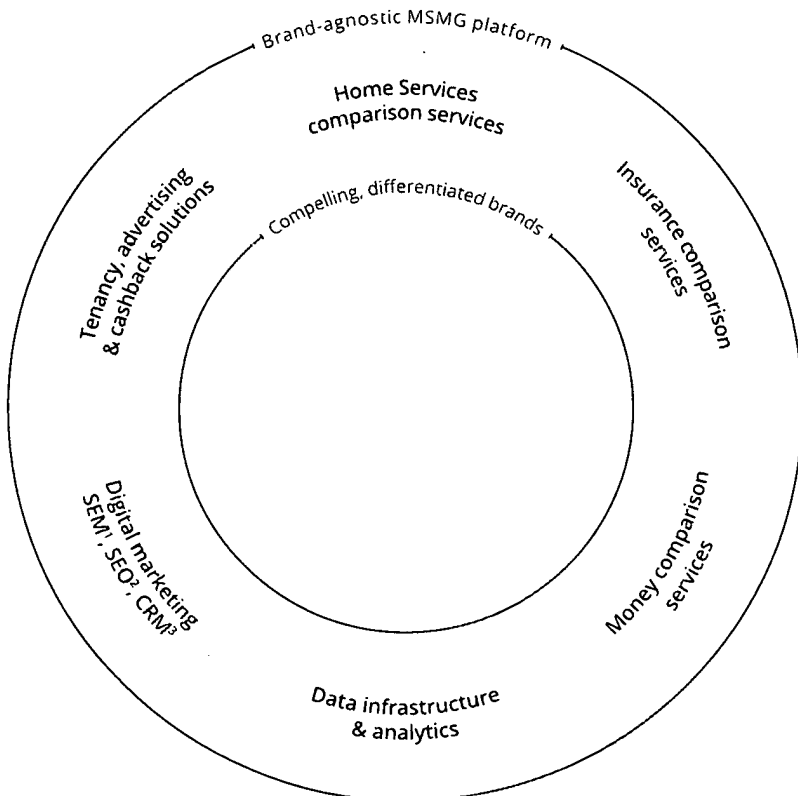 Brand-agnostic MSMG platform
Home Services
comparison services
Compelling, differentiated brands
Insurance comparison
services
Money comparison
services
Data infrastructure
& analytics
Digital marketing
SEM¹, SEO², CRM³
Tenancy, advertising
& cashback solutions